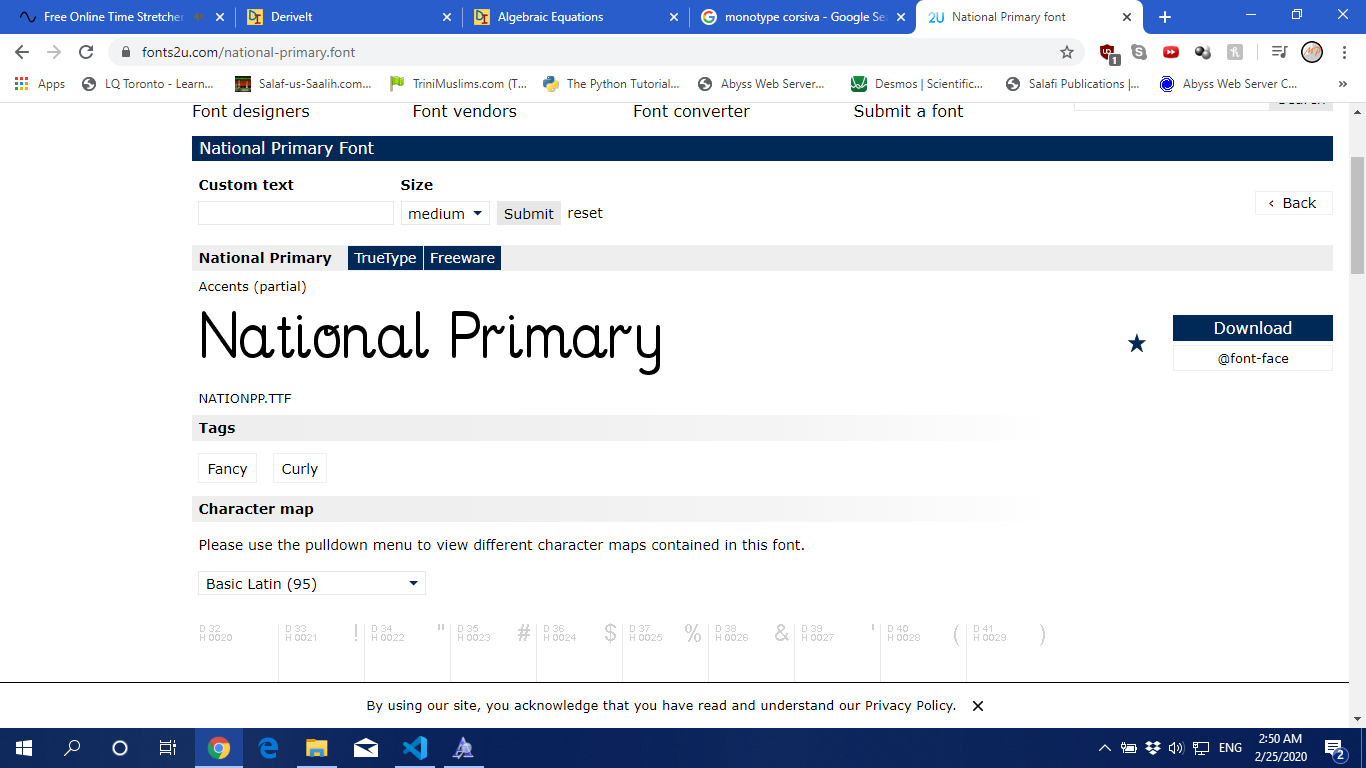 Free Online Time Stretcher
DeriveIt
Algebraic Equations
monotype corsiva - Google Se
National Primary font
fonts2u.com/national-primary.font
1
Apps
LQ Toronto - Learn...
Salaf-us-Saalih.com...
TriniMuslims.com (T...
The Python Tutorial...
Abyss Web Server...
Desmos | Scientific...
Salafi Publications |...
Abyss Web Server C...
»
Font designers
Font vendors
Font converter
Submit a font
Search
National Primary Font
Custom text
Size
medium
Submit
reset
‹ Back
National Primary
TrueType
Freeware
Accents (partial)
National Primary
Download
@font-face
NATIONPP.TTF
Tags
Fancy
Curly
Character map
Please use the pulldown menu to view different character maps contained in this font.
Basic Latin (95)
D 32 D 33 ! D 34 " D 35 # D 36 $ D 37 % D 38 & D 39 ' D 40 ( D 41 )
H 0020 H 0021 H 0022 H 0023 H 0024 H 0025 H 0026 H 0027 H 0028 H 0029
By using our site, you acknowledge that you have read and understand our Privacy Policy.
ENG
2:50 AM
2/25/2020
2